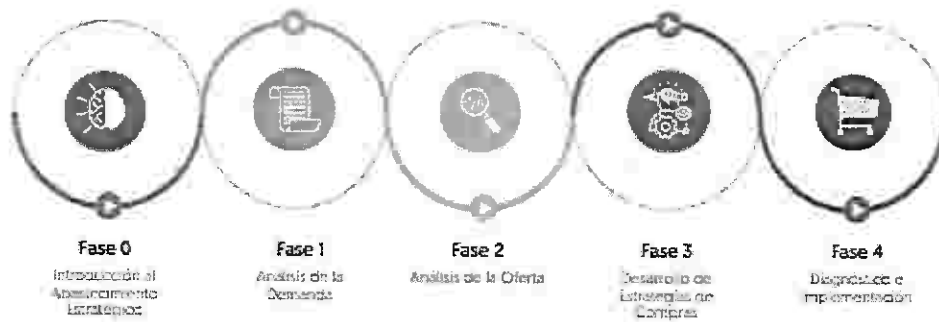 Fase 0
Introducción al
Abastecimiento
Estratégico
Fase 1
Análisis de la
Demanda
Fase 2
Análisis de la Oferta
Fase 3
Desarrollo de
Estrategias de
Compras
Fase 4
Diagnóstico e
Implementación